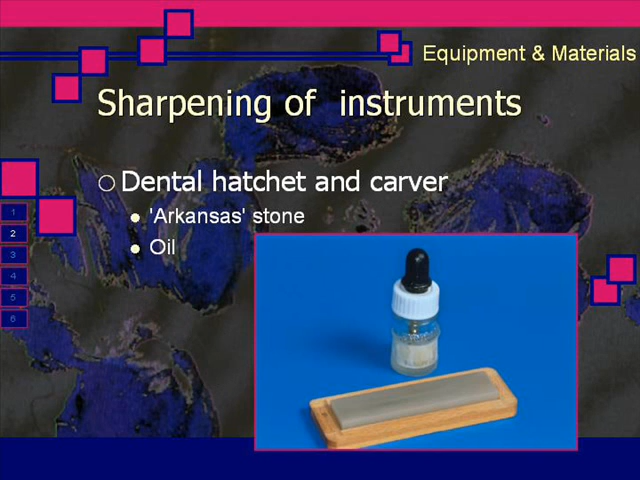 Equipment & Materials
Sharpening of instruments
Dental hatchet and carver
'Arkansas' stone
Oil
1
2
3
4
5
6